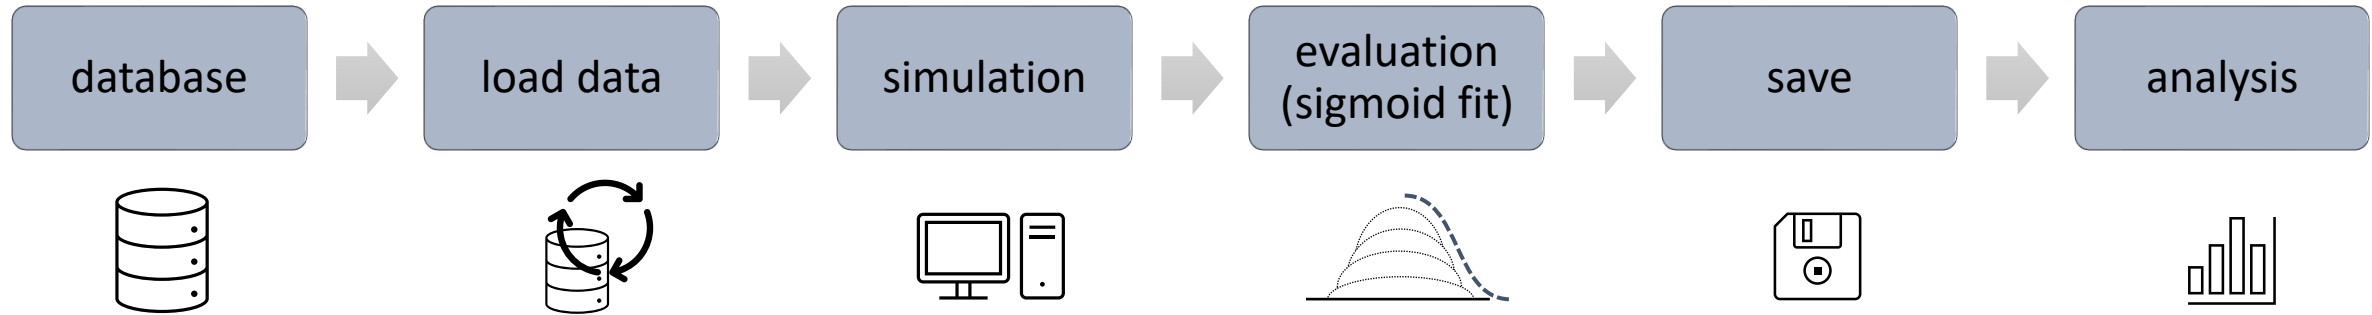 database
load data
simulation
evaluation
(sigmoid fit)
save
analysis